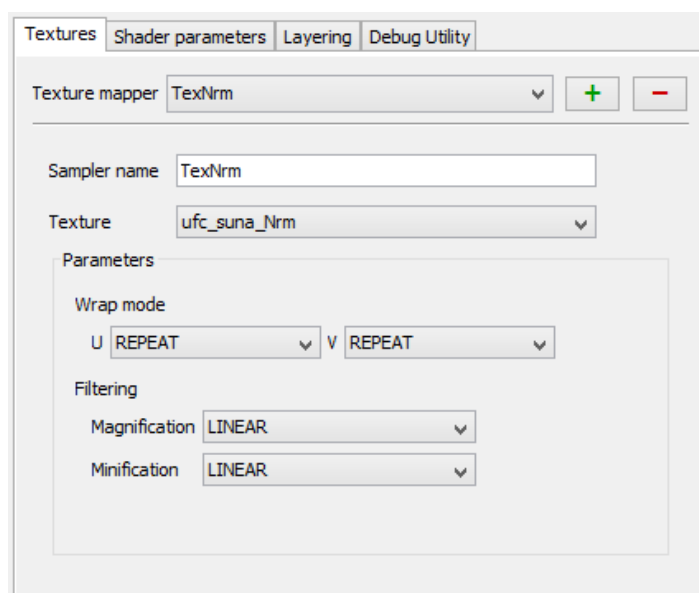 Textures Shader parameters Layering Debug Utility
Texture mapper TexNrm + −
Sampler name TexNrm
Texture ufc_suna_Nrm
Parameters
Wrap mode
U REPEAT V REPEAT
Filtering
Magnification LINEAR
Minification LINEAR